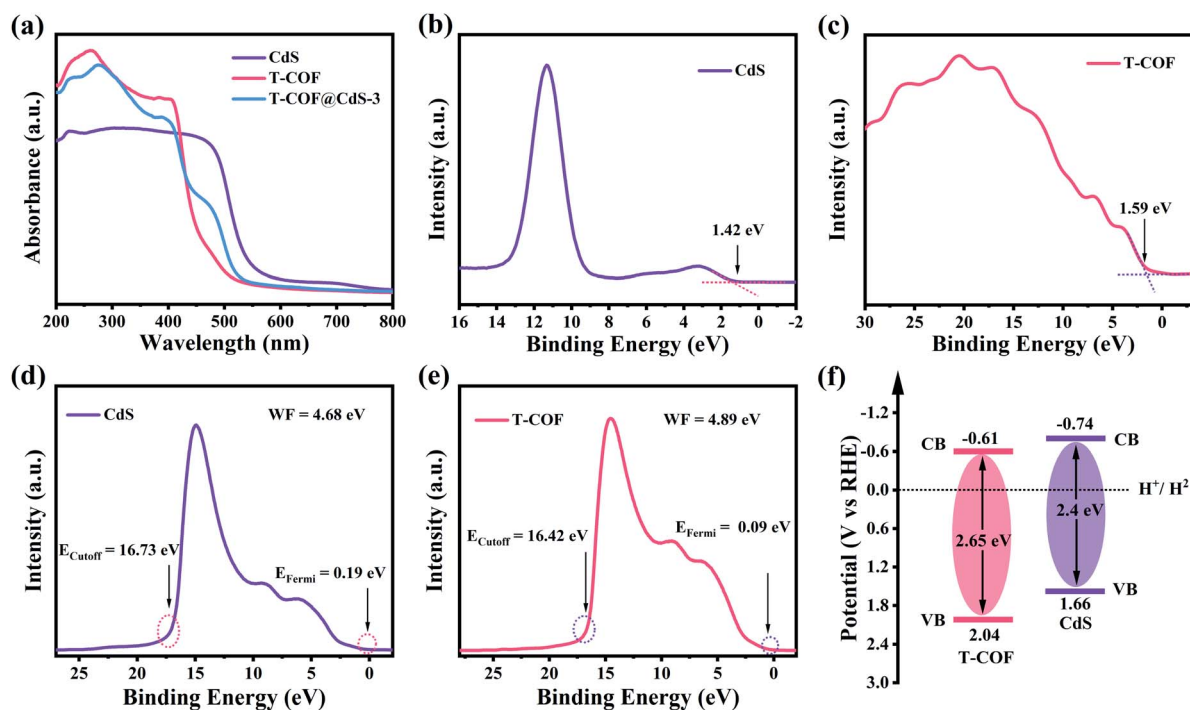 (a)
CdS
T-COF
T-COF@CdS-3
Absorbance (a.u.)
200 300 400 500 600 700 800
Wavelength (nm)
(b)
CdS
1.42 eV
Intensity (a.u.)
16 14 12 10 8 6 4 2 0 -2
Binding Energy (eV)
(c)
T-COF
1.59 eV
Intensity (a.u.)
30 25 20 15 10 5 0
Binding Energy (eV)
(d)
CdS
WF = 4.68 eV
E_Cutoff = 16.73 eV
E_Fermi = 0.19 eV
Intensity (a.u.)
25 20 15 10 5 0
Binding Energy (eV)
(e)
T-COF
WF = 4.89 eV
E_Cutoff = 16.42 eV
E_Fermi = 0.09 eV
Intensity (a.u.)
25 20 15 10 5 0
Binding Energy (eV)
(f)
Potential (V vs RHE)
-1.2
-0.6
0.0
0.6
1.2
1.8
2.4
3.0
-0.61
CB
2.65 eV
VB
2.04
T-COF
-0.74
CB
H⁺/ H²
2.4 eV
VB
1.66
CdS